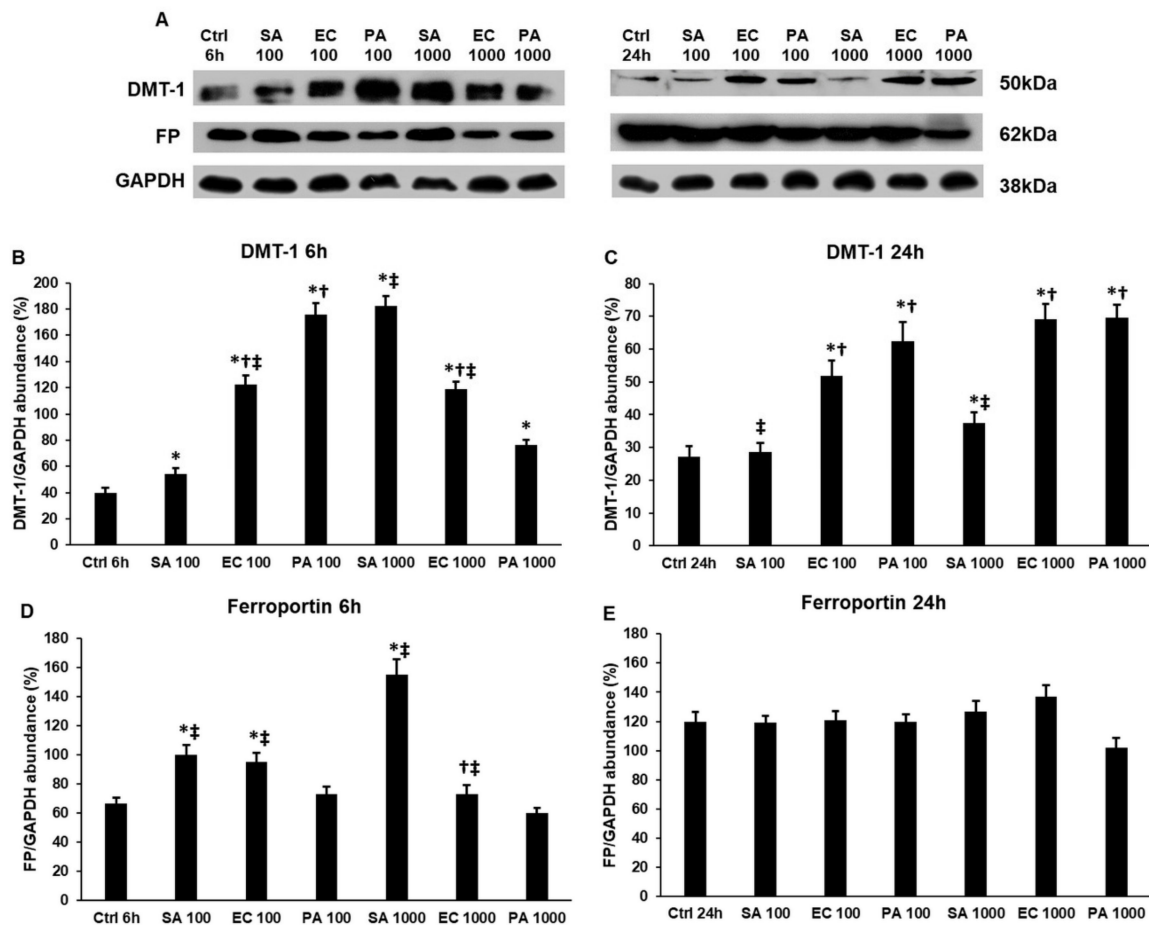 A
Ctrl SA EC PA SA EC PA
6h 100 100 100 1000 1000 1000
Ctrl SA EC PA SA EC PA
24h 100 100 100 1000 1000 1000
DMT-1 50kDa
FP 62kDa
GAPDH 38kDa
B
DMT-1 6h
DMT-1/GAPDH abundance (%)
200
180
160
140
120
100
80
60
40
20
0
*
*†‡
*†
*‡
*†‡
*
Ctrl 6h SA 100 EC 100 PA 100 SA 1000 EC 1000 PA 1000
C
DMT-1 24h
DMT-1/GAPDH abundance (%)
80
70
60
50
40
30
20
10
0
‡
*†
*†
*‡
*†
*†
Ctrl 24h SA 100 EC 100 PA 100 SA 1000 EC 1000 PA 1000
D
Ferroportin 6h
FP/GAPDH abundance (%)
180
160
140
120
100
80
60
40
20
0
*‡
*‡
*‡
†‡
Ctrl 6h SA 100 EC 100 PA 100 SA 1000 EC 1000 PA 1000
E
Ferroportin 24h
FP/GAPDH abundance (%)
180
160
140
120
100
80
60
40
20
0
Ctrl 24h SA 100 EC 100 PA 100 SA 1000 EC 1000 PA 1000